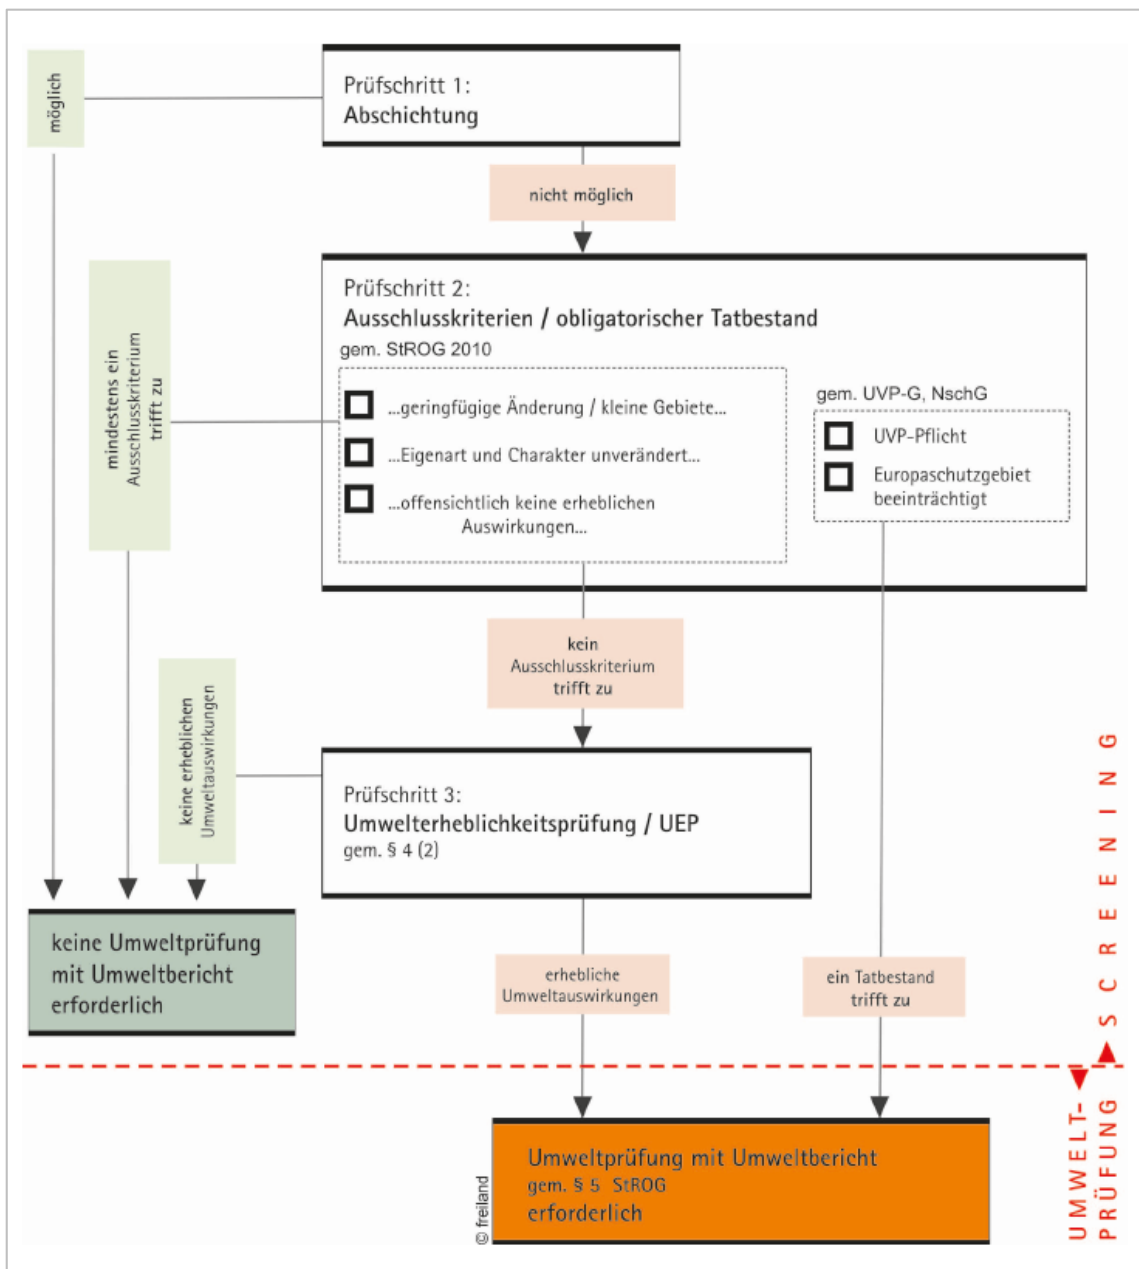 möglich
Prüfschritt 1:
Abschichtung
nicht möglich
Prüfschritt 2:
Ausschlusskriterien / obligatorischer Tatbestand
gem. StROG 2010
...geringfügige Änderung / kleine Gebiete...
...Eigenart und Charakter unverändert...
...offensichtlich keine erheblichen
Auswirkungen...
gem. UVP-G, NschG
UVP-Pflicht
Europaschutzgebiet
beeinträchtigt
mindestens ein
Ausschlusskriterium
trifft zu
kein
Ausschlusskriterium
trifft zu
keine erheblichen
Umweltauswirkungen
Prüfschritt 3:
Umwelterheblichkeitsprüfung / UEP
gem. § 4 (2)
keine Umweltprüfung
mit Umweltbericht
erforderlich
erhebliche
Umweltauswirkungen
ein Tatbestand
trifft zu
SCREENING
UMWELT-
PRÜFUNG
Umweltprüfung mit Umweltbericht
gem. § 5 StROG
erforderlich
© freiland